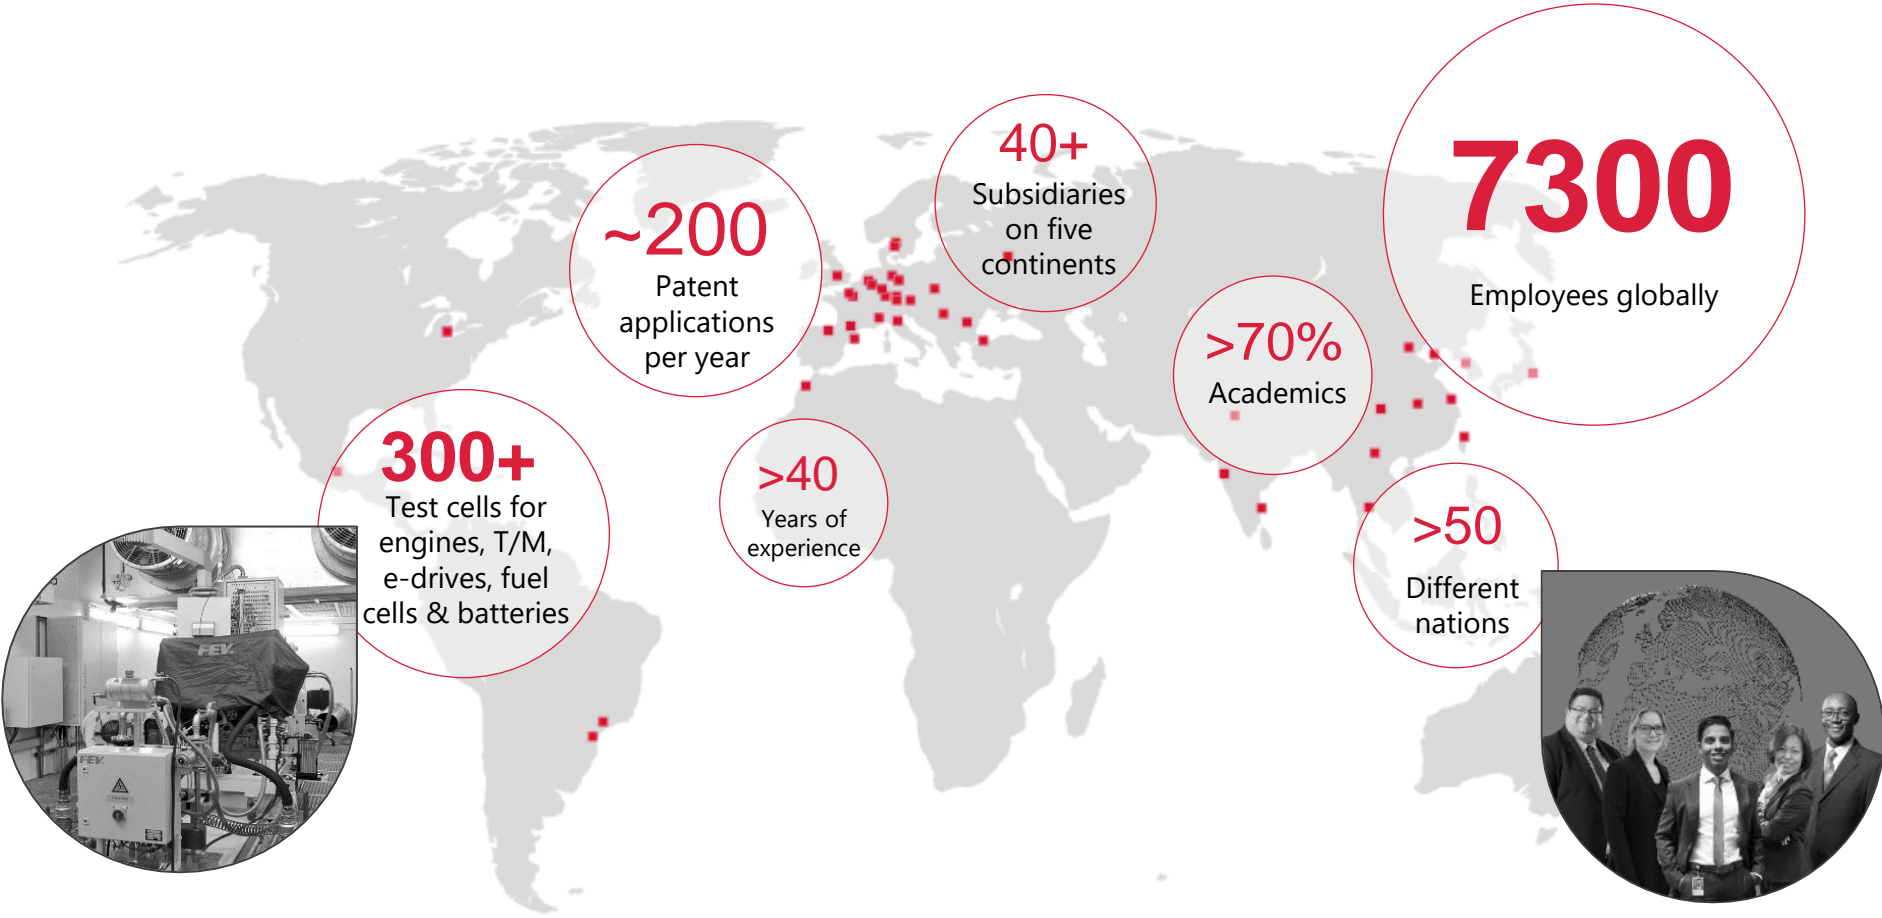 40+
Subsidiaries
on five
continents
7300
Employees globally
~200
Patent
applications
per year
>70%
Academics
300+
Test cells for
engines, T/M,
e-drives, fuel
cells & batteries
>40
Years of
experience
>50
Different
nations
FEV
FEV